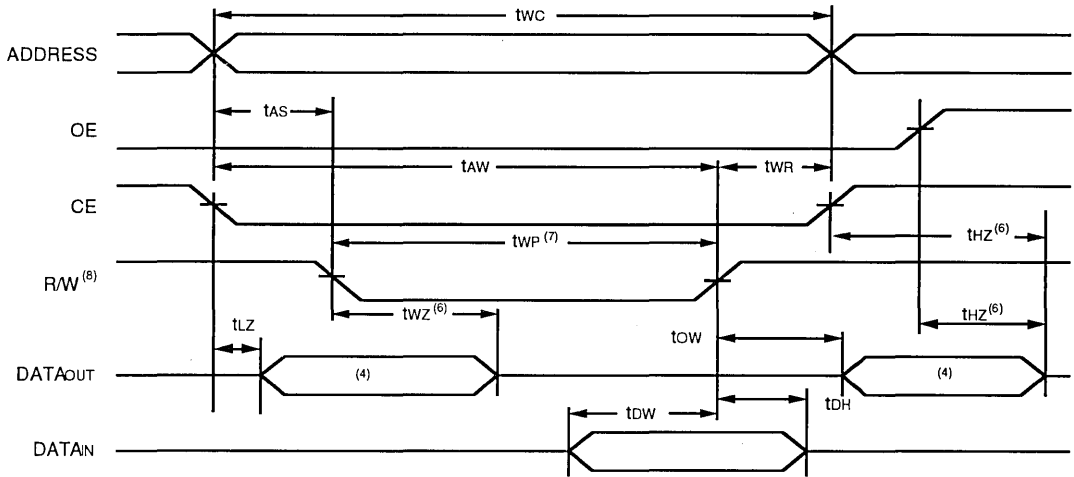 tWC
ADDRESS
tAS
OE
tAW
tWR
CE
tWP (7)
tHZ (6)
R/W (8)
tWZ (6)
tHZ (6)
tLZ
tOW
DATAOUT
(4)
(4)
tDW
tDH
DATAIN